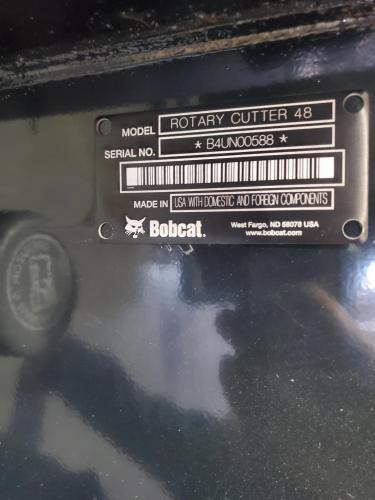 MODEL ROTARY CUTTER 48
SERIAL NO. * B4UN00588 *
MADE IN USA WITH DOMESTIC AND FOREIGN COMPONENTS
Bobcat.
West Fargo, ND 58078 USA
www.bobcat.com